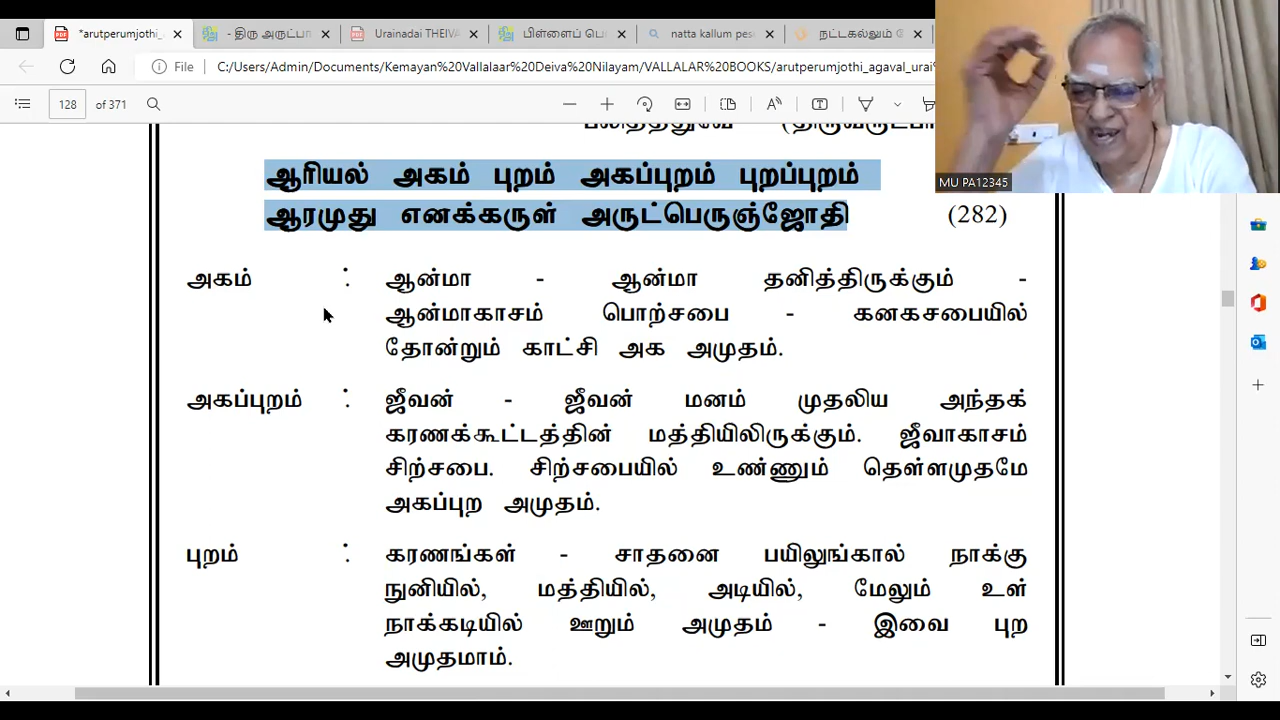 *arutperumjothi_
- திரு அருட்பா
Urainadai THEIVA
பிள்ளைப் பெ
natta kallum pes
நட்டகல்லும் பே
File
C:/Users/Admin/Documents/Kemayan%20Vallalaar%20Deiva%20Nilayam/VALLALAR%20BOOKS/arutperumjothi_agaval_urai
128 of 371
பலித்ததுவே (திருவருட்பா
ஆரியல் அகம் புறம் அகப்புறம் புறப்புறம்
ஆரமுது எனக்கருள் அருட்பெருஞ்ஜோதி (282)
அகம் : ஆன்மா - ஆன்மா தனித்திருக்கும் -
ஆன்மாகாசம் பொற்சபை - கனகசபையில்
தோன்றும் காட்சி அக அமுதம்.
அகப்புறம் : ஜீவன் - ஜீவன் மனம் முதலிய அந்தக்
கரணக்கூட்டத்தின் மத்தியிலிருக்கும். ஜீவாகாசம்
சிற்சபை. சிற்சபையில் உண்ணும் தெள்ளமுதமே
அகப்புற அமுதம்.
புறம் : கரணங்கள் - சாதனை பயிலுங்கால் நாக்கு
நுனியில், மத்தியில், அடியில், மேலும் உள்
நாக்கடியில் ஊறும் அமுதம் - இவை புற
அமுதமாம்.
MU PA12345